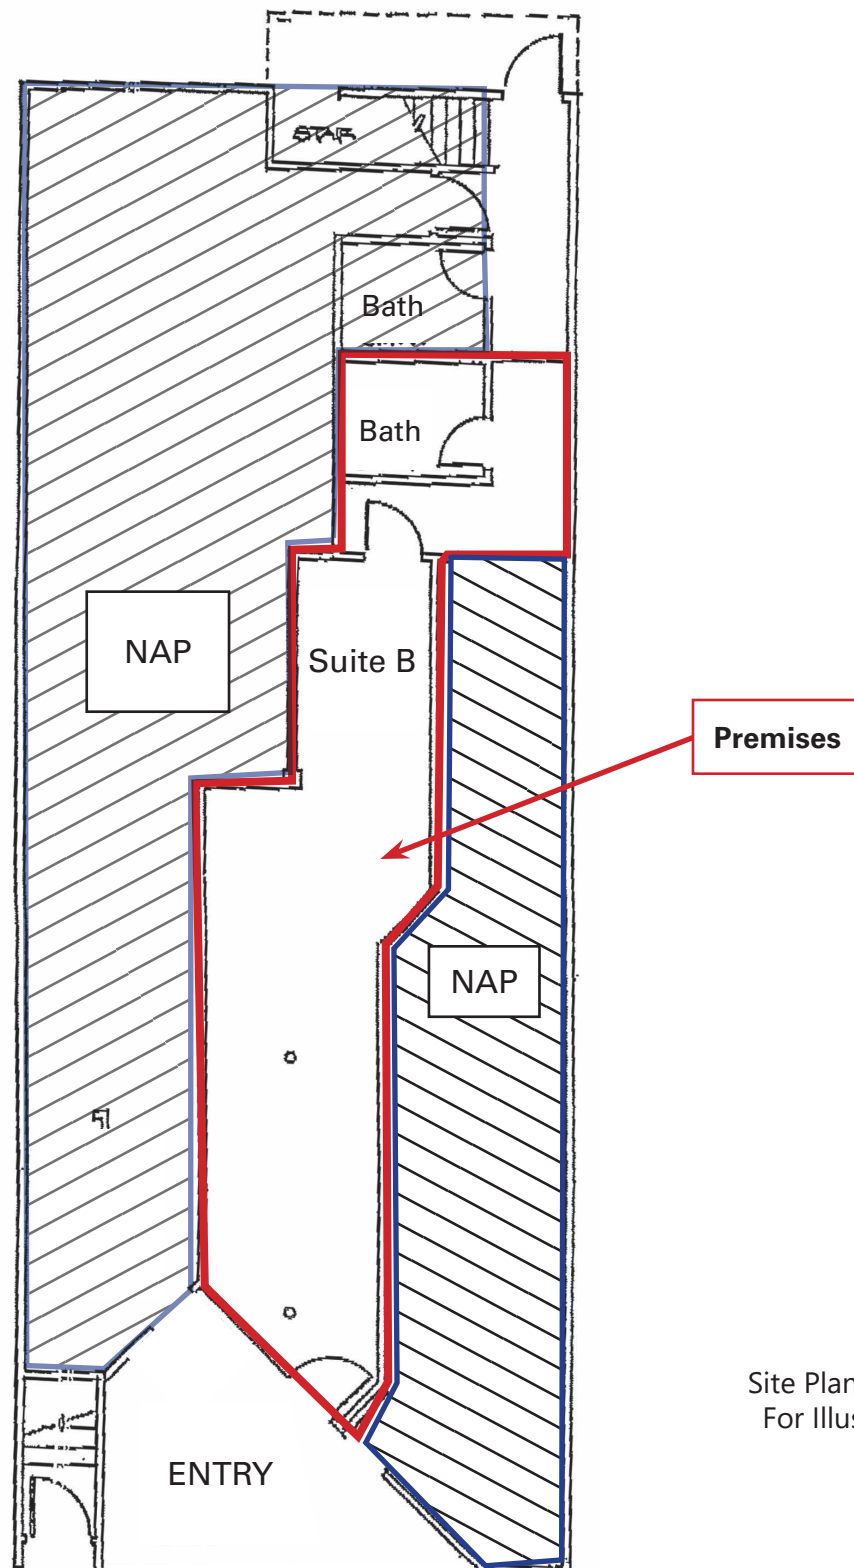 STAIR
Bath
Bath
NAP
Suite B
Premises
NAP
Site Plan
For Illus
ENTRY